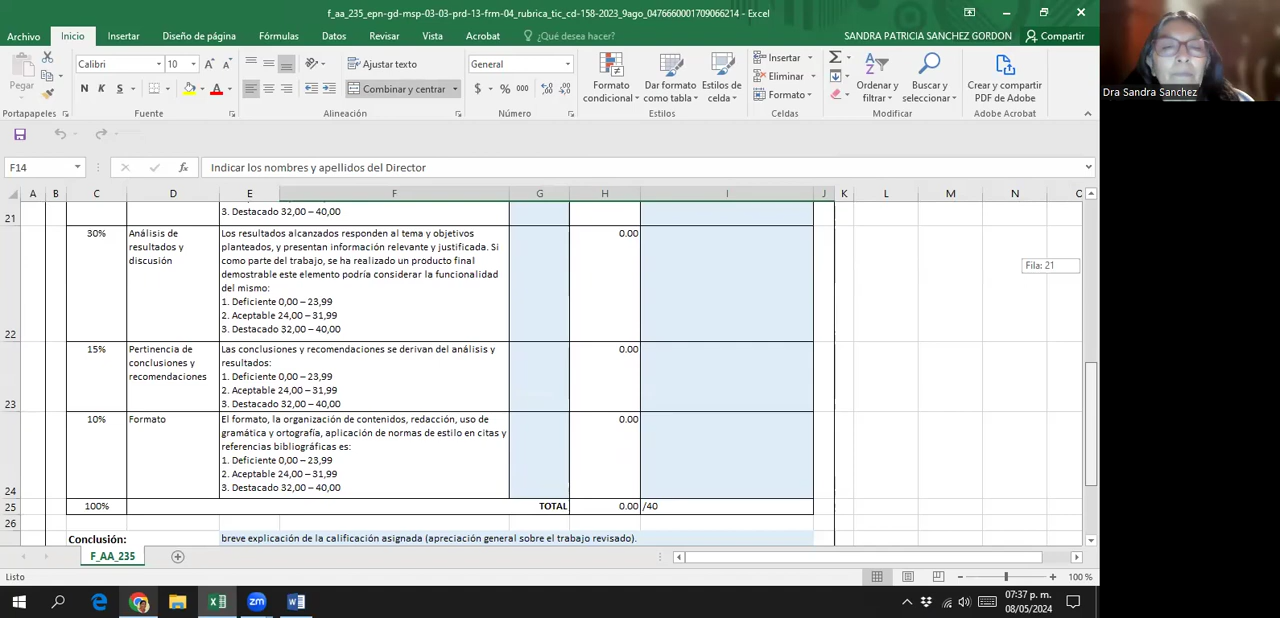 f_aa_235_epn-gd-msp-03-03-prd-13-frm-04_rubrica_tic_cd-158-2023_9ago_0476660001709066214 - Excel
Archivo Inicio Insertar Diseño de página Fórmulas Datos Revisar Vista Acrobat ¿Qué desea hacer? SANDRA PATRICIA SANCHEZ GORDON Compartir
Pegar
Calibri 10
Ajustar texto
General
Insertar
N K S
Combinar y centrar
$ % 000
Eliminar
Formato
Formato condicional
Dar formato como tabla
Estilos de celda
Ordenar y filtrar
Buscar y seleccionar
Crear y compartir PDF de Adobe
Portapapeles Fuente Alineación Número Estilos Celdas Modificar Adobe Acrobat
Dra Sandra Sanchez
F14 fx Indicar los nombres y apellidos del Director
A B C D E F G H I J K L M N O
21 3. Destacado 32,00 – 40,00
Fila: 21
22
30% Análisis de resultados y discusión
Los resultados alcanzados responden al tema y objetivos
planteados, y presentan información relevante y justificada. Si
como parte del trabajo, se ha realizado un producto final
demostrable este elemento podría considerar la funcionalidad
del mismo:
1. Deficiente 0,00 – 23,99
2. Aceptable 24,00 – 31,99
3. Destacado 32,00 – 40,00
0.00
23
15% Pertinencia de conclusiones y recomendaciones
Las conclusiones y recomendaciones se derivan del análisis y
resultados:
1. Deficiente 0,00 – 23,99
2. Aceptable 24,00 – 31,99
3. Destacado 32,00 – 40,00
0.00
24
10% Formato
El formato, la organización de contenidos, redacción, uso de
gramática y ortografía, aplicación de normas de estilo en citas y
referencias bibliográficas es:
1. Deficiente 0,00 – 23,99
2. Aceptable 24,00 – 31,99
3. Destacado 32,00 – 40,00
0.00
25 100% TOTAL 0.00 /40
26
Conclusión: breve explicación de la calificación asignada (apreciación general sobre el trabajo revisado).
F_AA_235
Listo 100 %
07:37 p. m.
08/05/2024